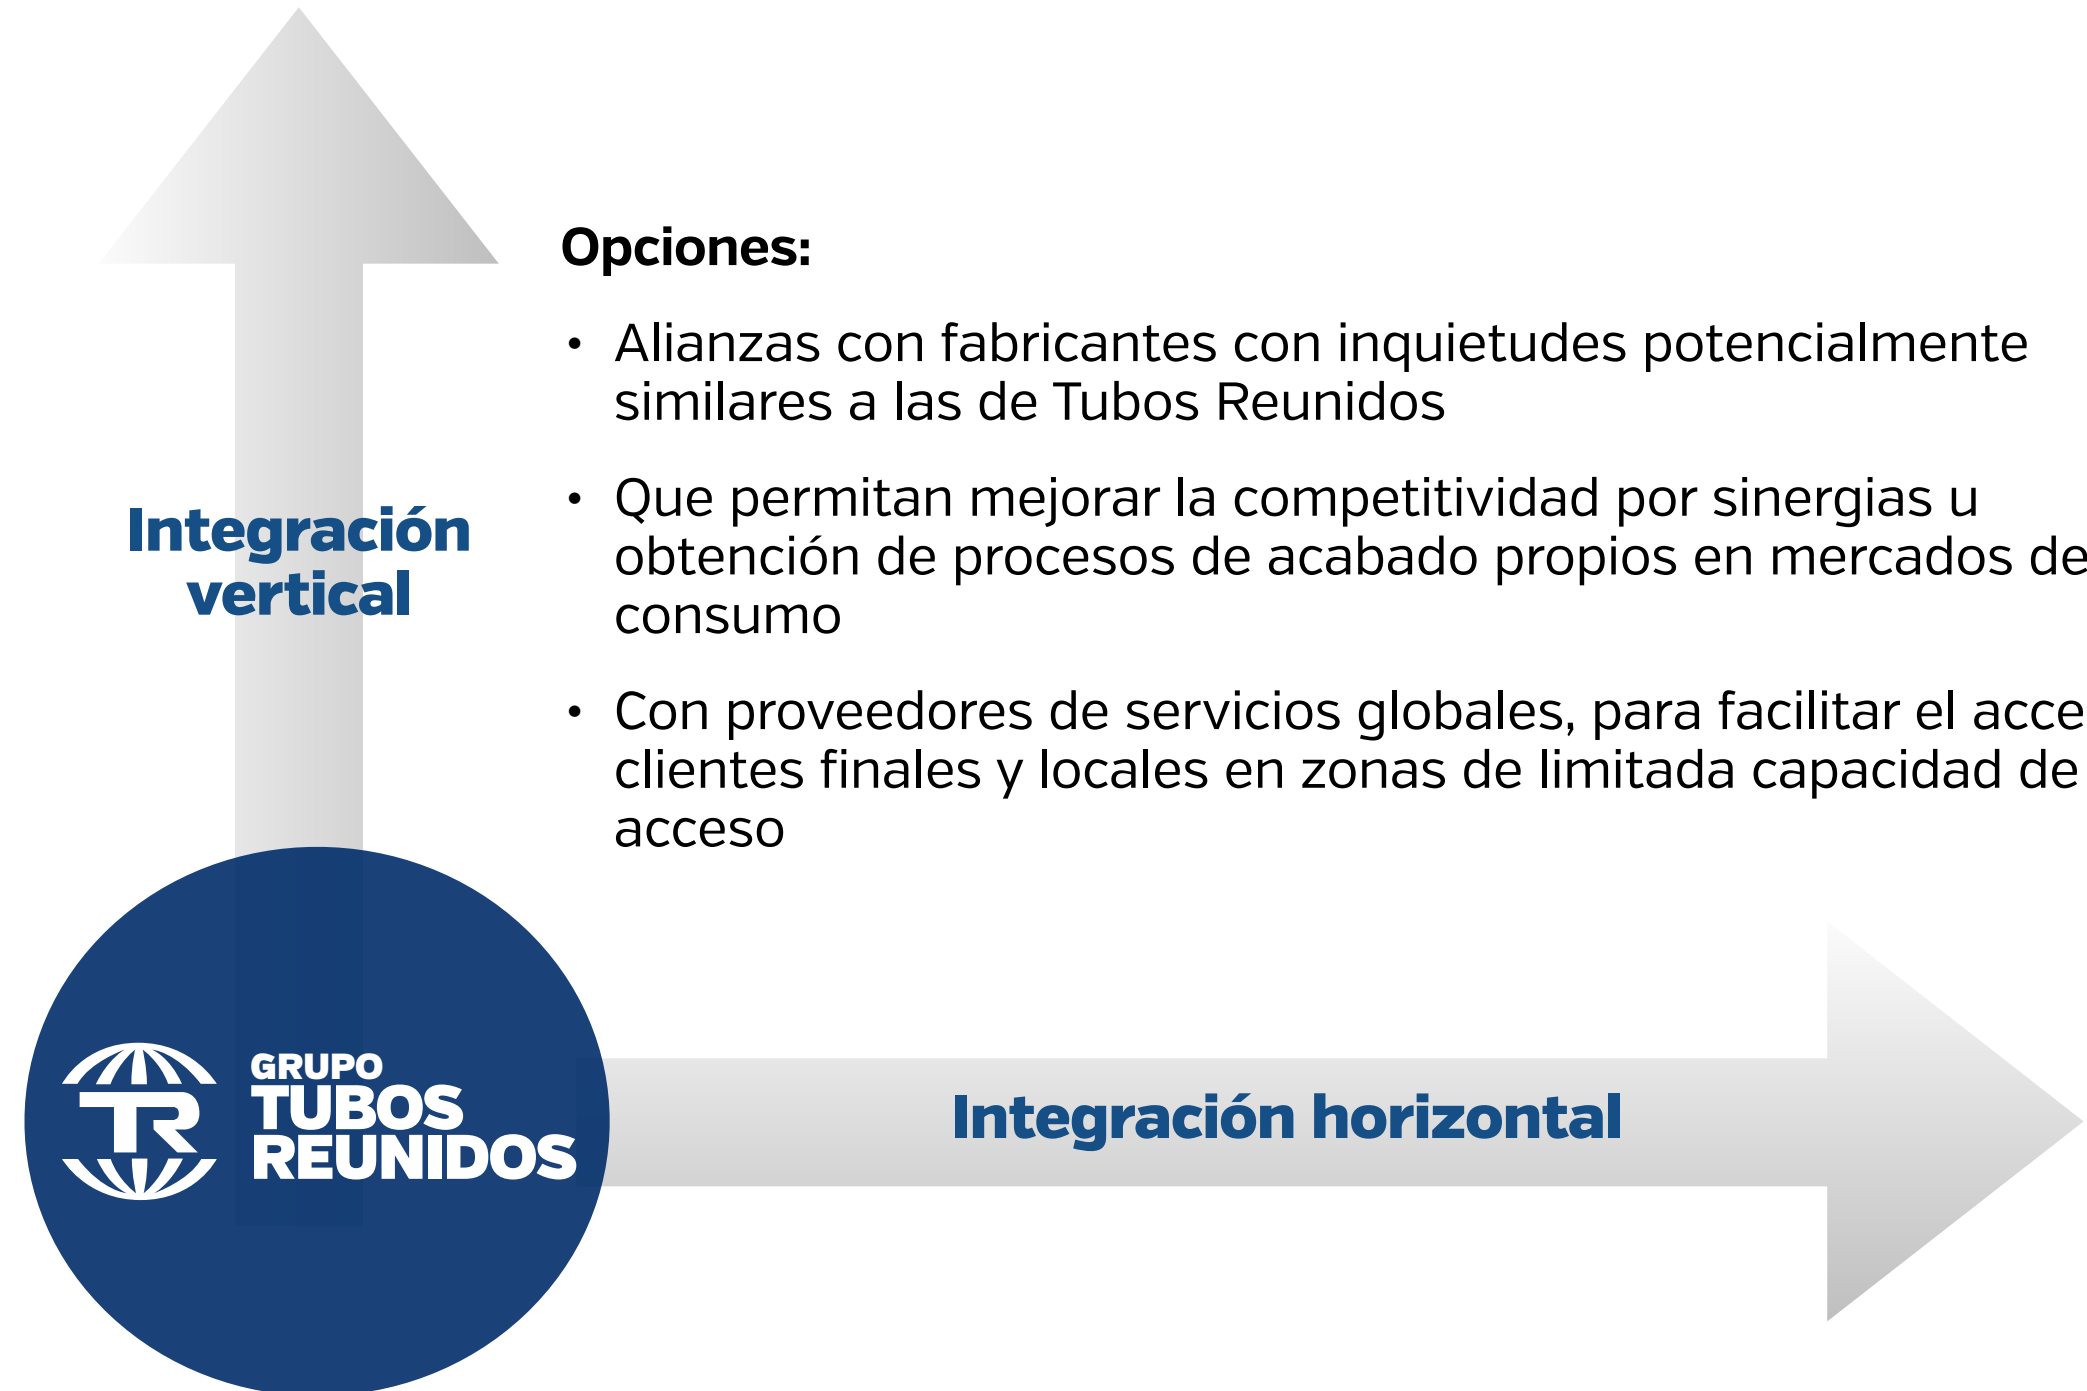 Opciones:
• Alianzas con fabricantes con inquietudes potencialmente
similares a las de Tubos Reunidos
• Que permitan mejorar la competitividad por sinergias u
obtención de procesos de acabado propios en mercados de
consumo
• Con proveedores de servicios globales, para facilitar el acce
clientes finales y locales en zonas de limitada capacidad de
acceso
Integración
vertical
GRUPO
TUBOS
REUNIDOS
TR
Integración horizontal